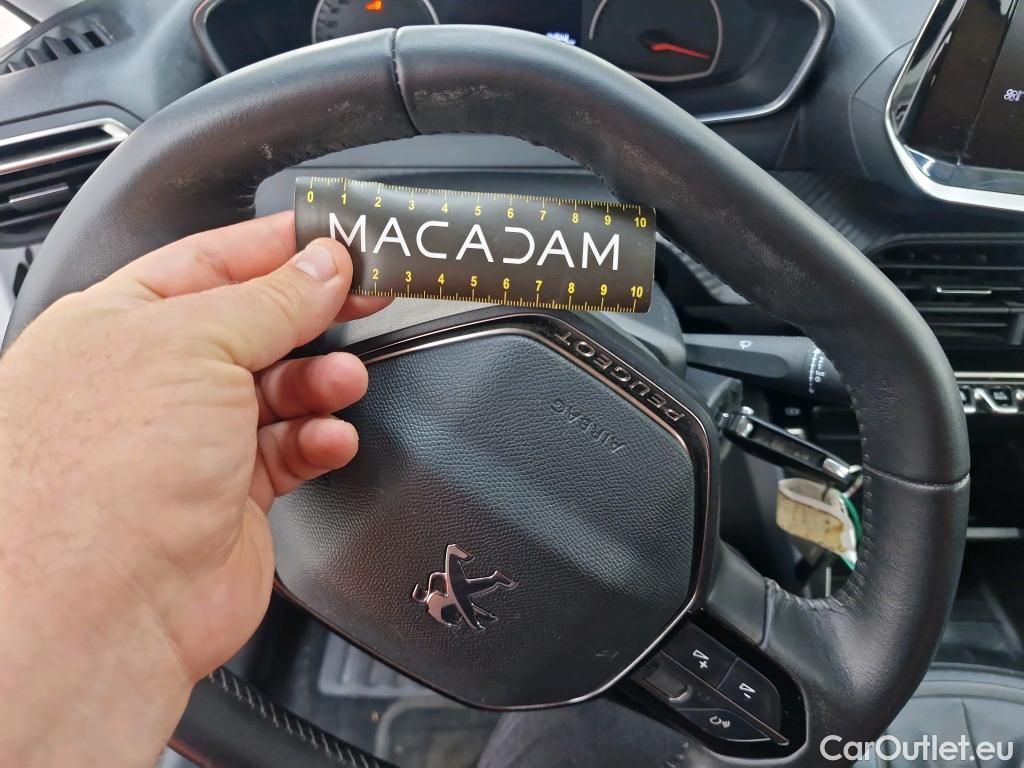 0 1 2 3 4 5 6 7 8 9 10
MACADAM
2 3 4 5 6 7 8 9 10
PEUGEOT
AIRBAG
+
-
CarOutlet.eu